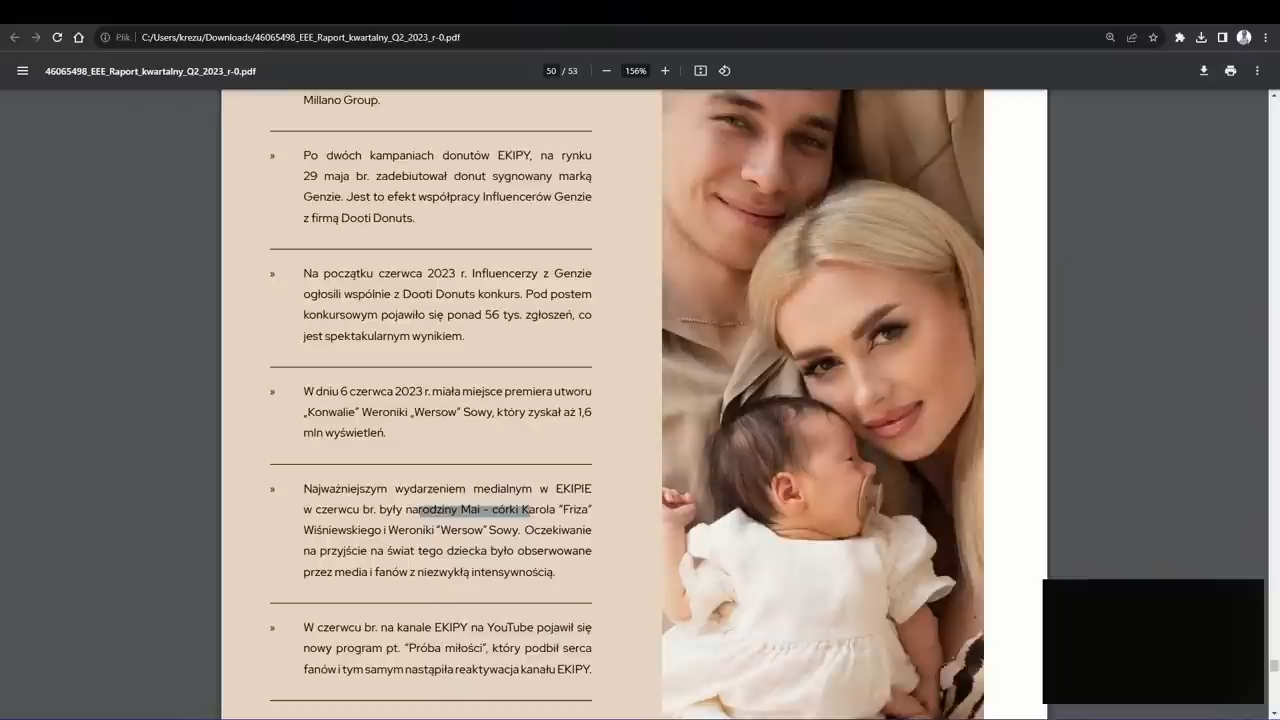 Plik
C:/Users/krezu/Downloads/46065498_EEE_Raport_kwartalny_Q2_2023_r-0.pdf
46065498_EEE_Raport_kwartalny_Q2_2023_r-0.pdf
50 / 53
156%
Millano Group.
» Po dwóch kampaniach donutów EKIPY, na rynku
29 maja br. zadebiutował donut sygnowany marką
Genzie. Jest to efekt współpracy Influencerów Genzie
z firmą Dooti Donuts.
» Na początku czerwca 2023 r. Influencerzy z Genzie
ogłosili wspólnie z Dooti Donuts konkurs. Pod postem
konkursowym pojawiło się ponad 56 tys. zgłoszeń, co
jest spektakularnym wynikiem.
» W dniu 6 czerwca 2023 r. miała miejsce premiera utworu
„Konwalie” Weroniki „Wersow” Sowy, który zyskał aż 1,6
mln wyświetleń.
» Najważniejszym wydarzeniem medialnym w EKIPIE
w czerwcu br. były narodziny Mai - córki Karola “Friza”
Wiśniewskiego i Weroniki “Wersow” Sowy. Oczekiwanie
na przyjście na świat tego dziecka było obserwowane
przez media i fanów z niezwykłą intensywnością.
» W czerwcu br. na kanale EKIPY na YouTube pojawił się
nowy program pt. “Próba miłości”, który podbił serca
fanów i tym samym nastąpiła reaktywacja kanału EKIPY.